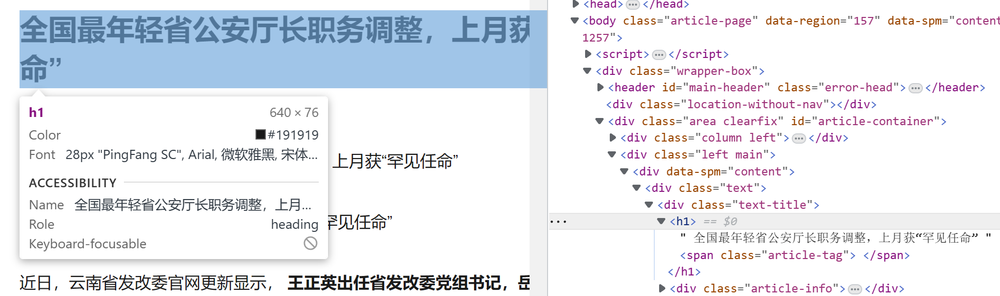 全国最年轻省公安厅长职务调整，上月获
命”
h1 640 × 76
Color #191919
Font 28px "PingFang SC", Arial, 微软雅黑, 宋体...
ACCESSIBILITY
Name 全国最年轻省公安厅长职务调整，上月...
Role heading
Keyboard-focusable
上月获“罕见任命”
罕见任命”
近日，云南省发改委官网更新显示， 王正英出任省发改委党组书记，岳
<head> ... </head>
<body class="article-page" data-region="157" data-spm="content
1257">
<script> ... </script>
<div class="wrapper-box">
<header id="main-header" class="error-head"> ... </header>
<div class="location-without-nav"></div>
<div class="area clearfix" id="article-container">
<div class="column left"> ... </div>
<div class="left main">
<div data-spm="content">
<div class="text">
<div class="text-title">
... <h1> == $0
" 全国最年轻省公安厅长职务调整，上月获“罕见任命” "
<span class="article-tag"> </span>
</h1>
<div class="article-info"> ... </div>